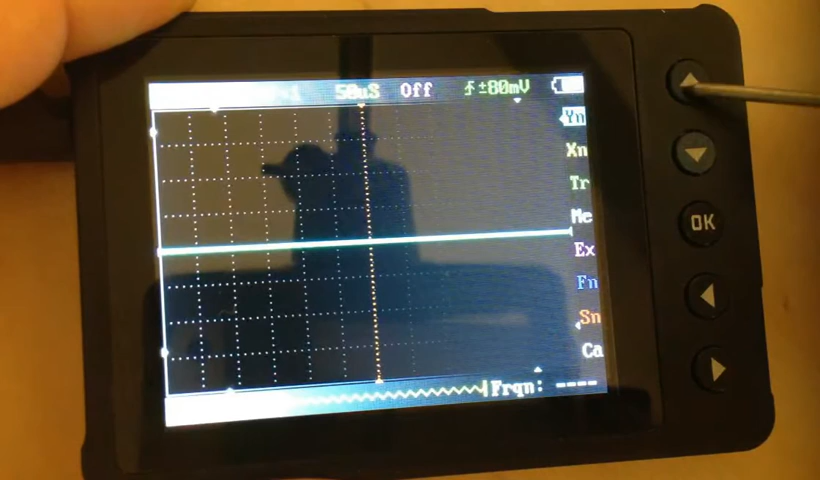 50uS Off ±80mV
Yn
Xn
Tr
Me
OK
Ex
Fn
Sn
Ca
Frqn: ----